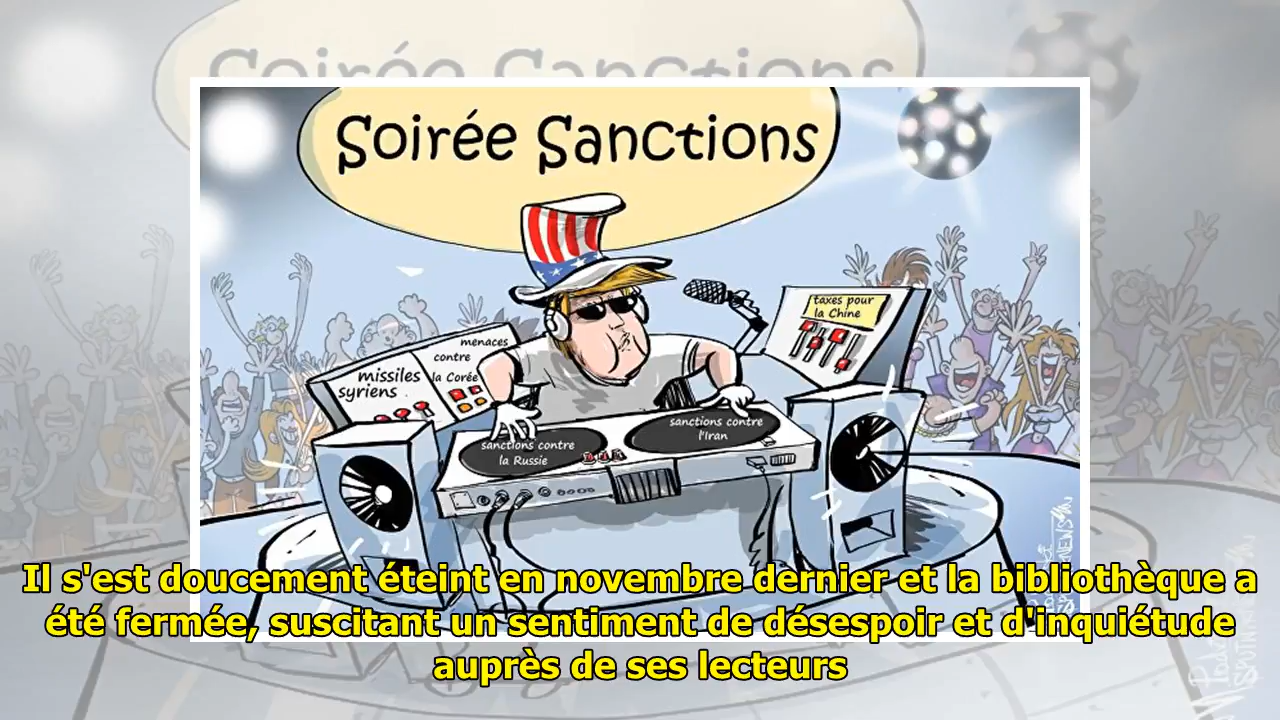 Soirée Sanctions
Soirée Sanctions
taxes pour
la Chine
menaces
contre
la Corée
missiles
syriens
sanctions contre
l'Iran
sanctions contre
la Russie
Il s'est doucement éteint en novembre dernier et la bibliothèque a
été fermée, suscitant un sentiment de désespoir et d'inquiétude
auprès de ses lecteurs